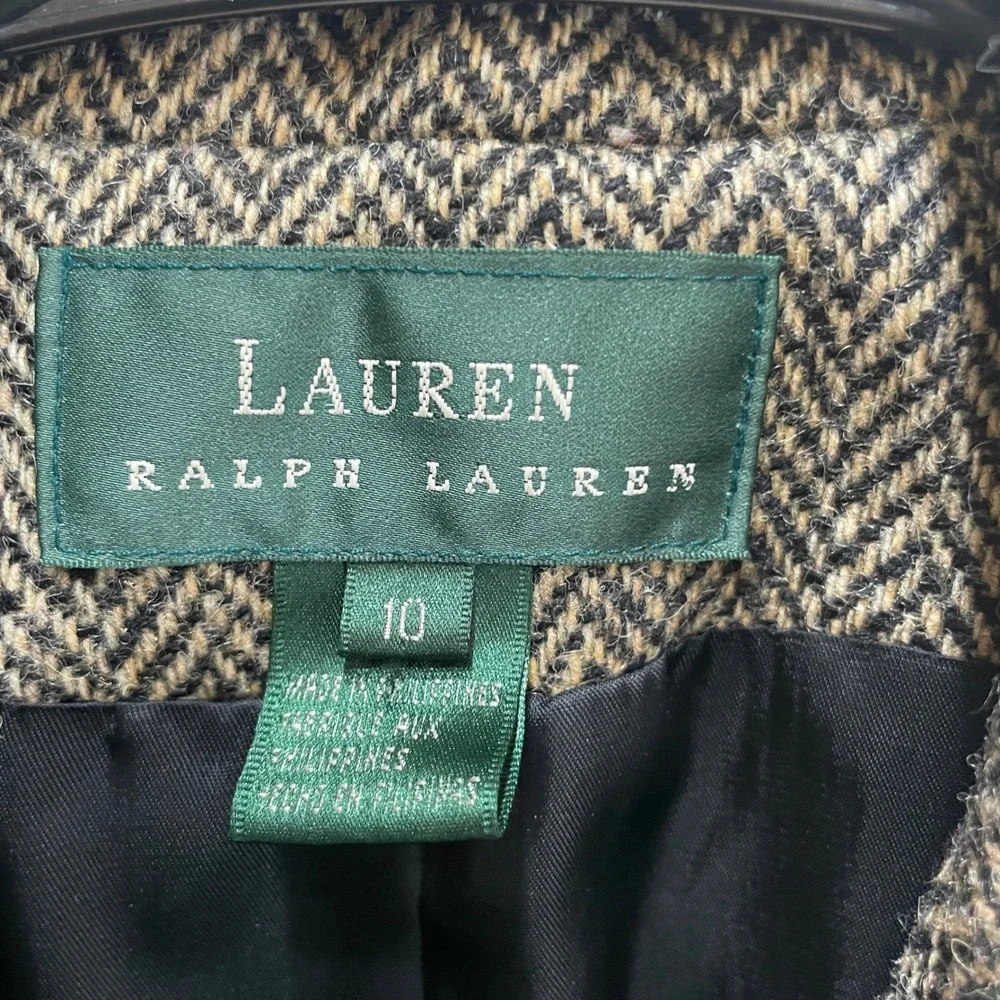 LAUREN
RALPH LAUREN
10
MADE IN PHILIPPINES
FABRIQUE AUX
PHILIPPINES
HECHO EN FILIPINAS